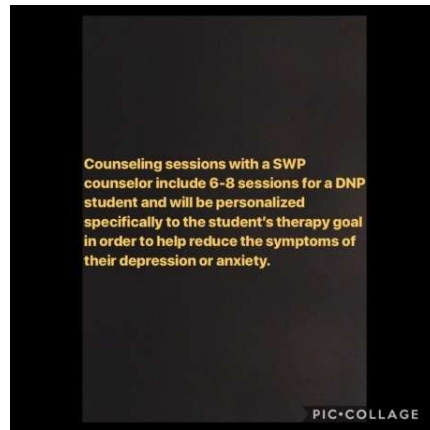 Counseling sessions with a SWP
counselor include 6-8 sessions for a DNP
student and will be personalized
specifically to the student's therapy goal
in order to help reduce the symptoms of
their depression or anxiety.
PIC•COLLAGE